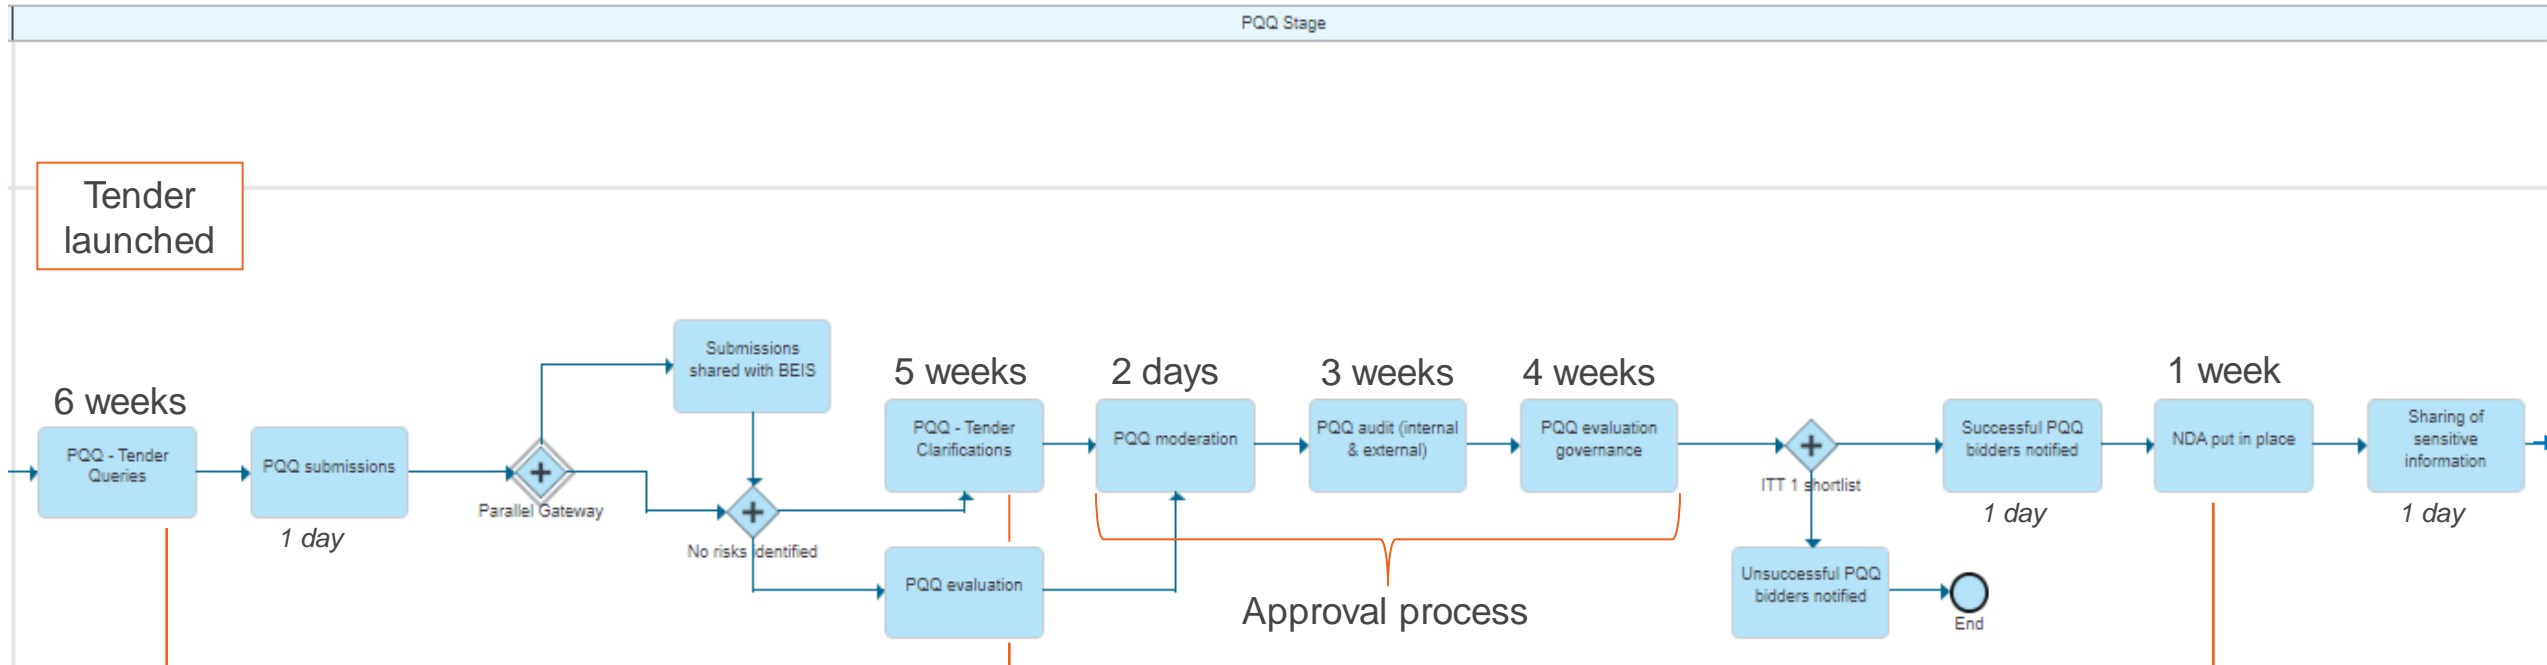 PQQ Stage
Tender
launched
6 weeks
PQQ - Tender
Queries
PQQ submissions
1 day
Parallel Gateway
Submissions
shared with BEIS
No risks identified
5 weeks
PQQ - Tender
Clarifications
PQQ evaluation
2 days
PQQ moderation
3 weeks
PQQ audit (internal
& external)
4 weeks
PQQ evaluation
governance
Approval process
ITT 1 shortlist
Unsuccessful PQQ
bidders notified
End
Successful PQQ
bidders notified
1 day
1 week
NDA put in place
Sharing of
sensitive
information
1 day